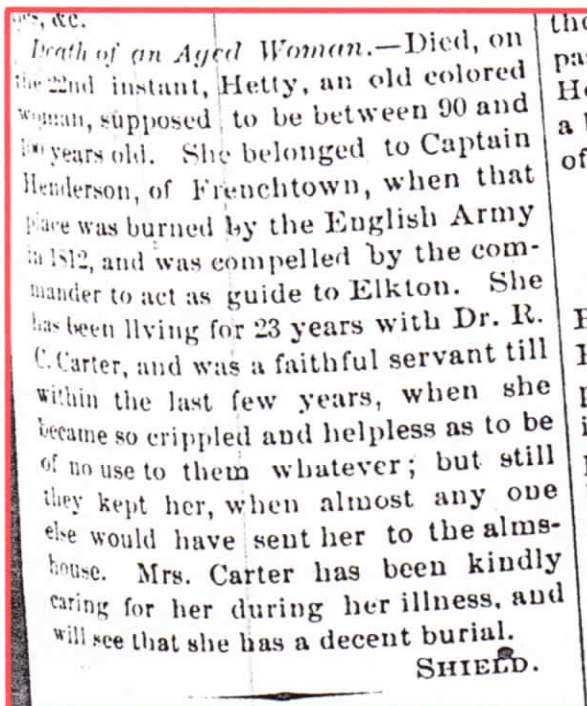 &c.
Death of an Aged Woman.—Died, on
the 22nd instant, Hetty, an old colored
woman, supposed to be between 90 and
100 years old. She belonged to Captain
Henderson, of Frenchtown, when that
place was burned by the English Army
in 1812, and was compelled by the com-
mander to act as guide to Elkton. She
has been living for 23 years with Dr. R.
C. Carter, and was a faithful servant till
within the last few years, when she
became so crippled and helpless as to be
of no use to them whatever; but still
they kept her, when almost any one
else would have sent her to the alms-
house. Mrs. Carter has been kindly
caring for her during her illness, and
will see that she has a decent burial.
SHIELD.
a
of